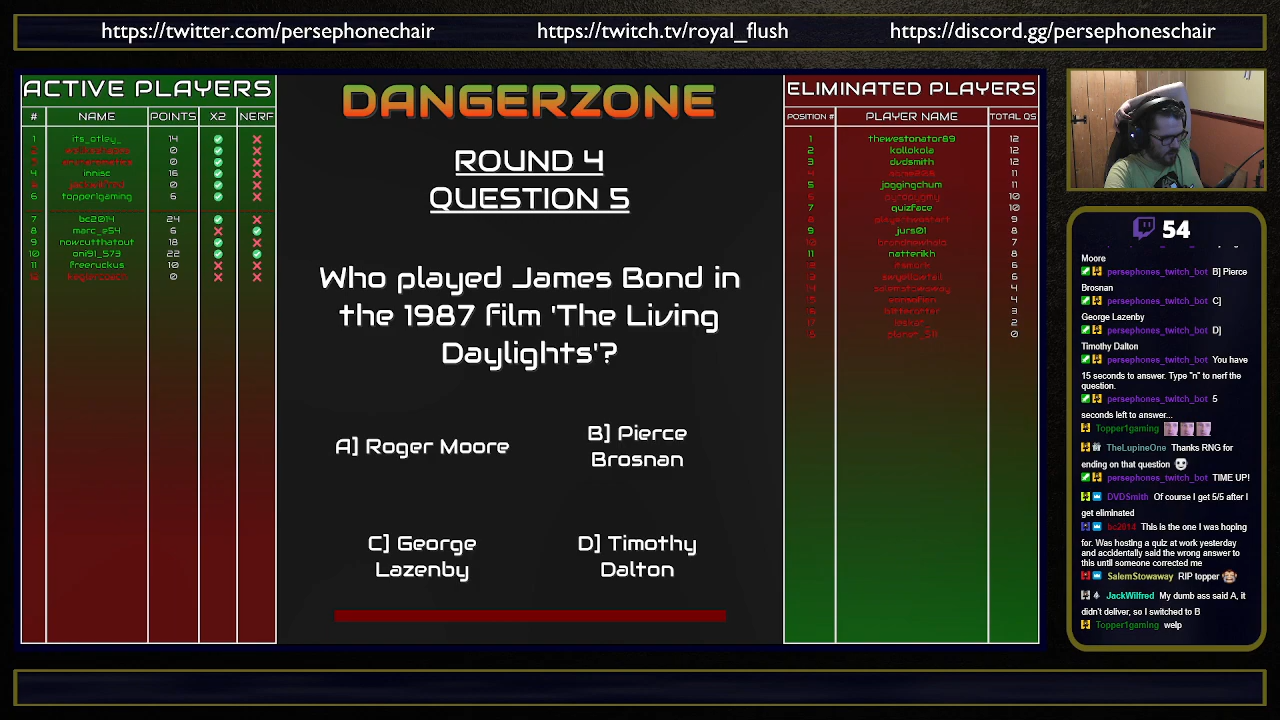 https://twitter.com/persephonechair
https://twitch.tv/royal_flush
https://discord.gg/persephoneschair
ACTIVE PLAYERS
# NAME POINTS X2 NERF
1 its_otley_ 14
2 0
3 0
4 innisc 16
5 jackwilfred 0
6 topper1gaming 6
7 bc2014 24
8 marc_e54 6
9 nowcutthatout 18
10 oni91_573 22
11 freeruckus 10
12 0
DANGERZONE
ROUND 4
QUESTION 5
Who played James Bond in
the 1987 film 'The Living
Daylights'?
A] Roger Moore
B] Pierce
Brosnan
C] George
Lazenby
D] Timothy
Dalton
ELIMINATED PLAYERS
POSITION # PLAYER NAME TOTAL QS
1 thewestonator89 12
2 kollokola 12
3 dvdsmith 12
4 11
5 joggingchum 11
6 10
7 quizface 10
8 9
9 jurs01 8
10 7
11 natterikh 8
12 6
13 6
14 salemstowaway 4
15 4
16 3
17 2
18 0
54
Moore
persephones_twitch_bot B] Pierce
Brosnan
persephones_twitch_bot C]
George Lazenby
persephones_twitch_bot D]
Timothy Dalton
persephones_twitch_bot You have
15 seconds to answer. Type "n" to nerf the
question.
persephones_twitch_bot 5
seconds left to answer...
Topper1gaming
TheLupineOne Thanks RNG for
ending on that question
persephones_twitch_bot TIME UP!
DVDSmith Of course I get 5/5 after I
get eliminated
bc2014 This is the one I was hoping
for. Was hosting a quiz at work yesterday
and accidentally said the wrong answer to
this until someone corrected me
SalemStowaway RIP topper
JackWilfred My dumb ass said A, it
didn't deliver, so I switched to B
Topper1gaming welp